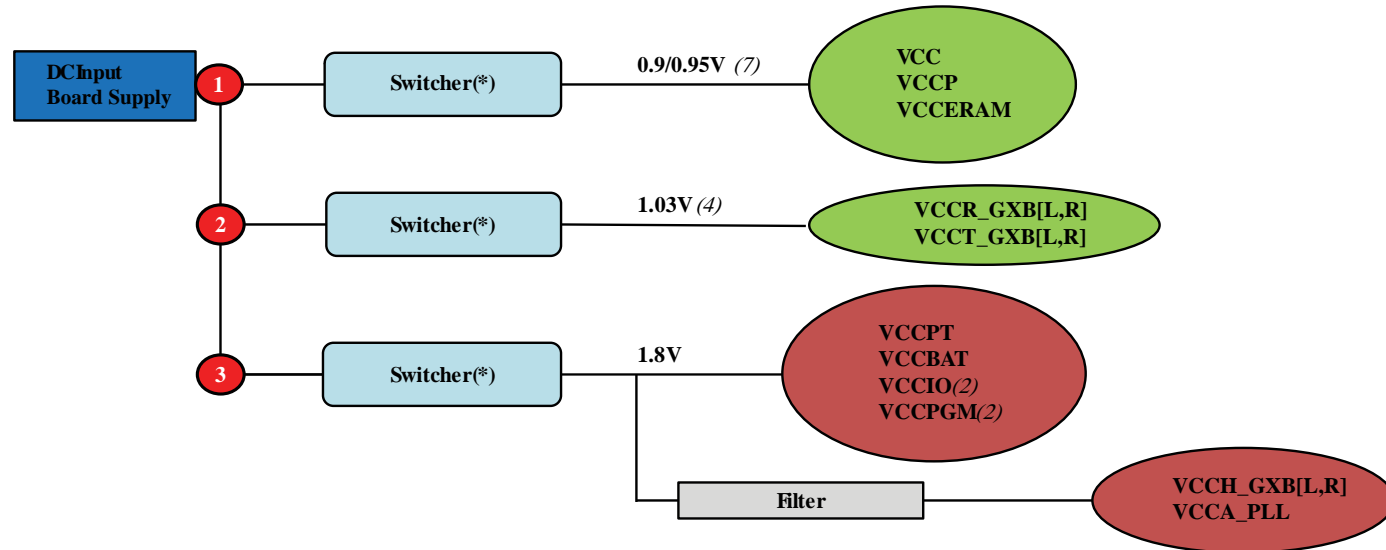 DCInput
Board Supply
1
Switcher(*)
0.9/0.95V (7)
VCC
VCCP
VCCERAM
2
Switcher(*)
1.03V (4)
VCCR_GXB[L,R]
VCCT_GXB[L,R]
3
Switcher(*)
1.8V
VCCPT
VCCBAT
VCCIO(2)
VCCPGM(2)
Filter
VCCH_GXB[L,R]
VCCA_PLL